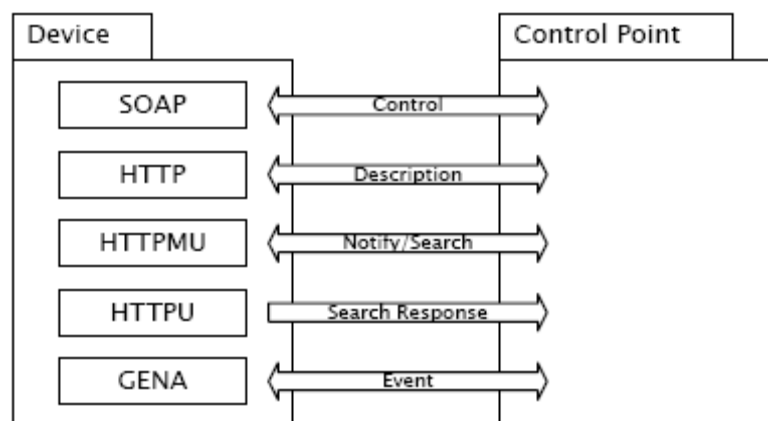 Device
Control Point
SOAP
Control
HTTP
Description
HTTPMU
Notify/Search
HTTPU
Search Response
GENA
Event